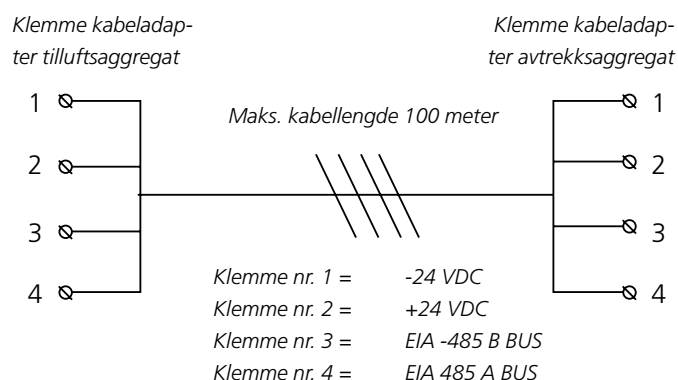 Klemme kabeladap-
ter tilluftsaggregat
Klemme kabeladap-
ter avtrekksaggregat
Maks. kabellengde 100 meter
1
2
3
4
1
2
3
4
Klemme nr. 1 = -24 VDC
Klemme nr. 2 = +24 VDC
Klemme nr. 3 = EIA -485 B BUS
Klemme nr. 4 = EIA 485 A BUS